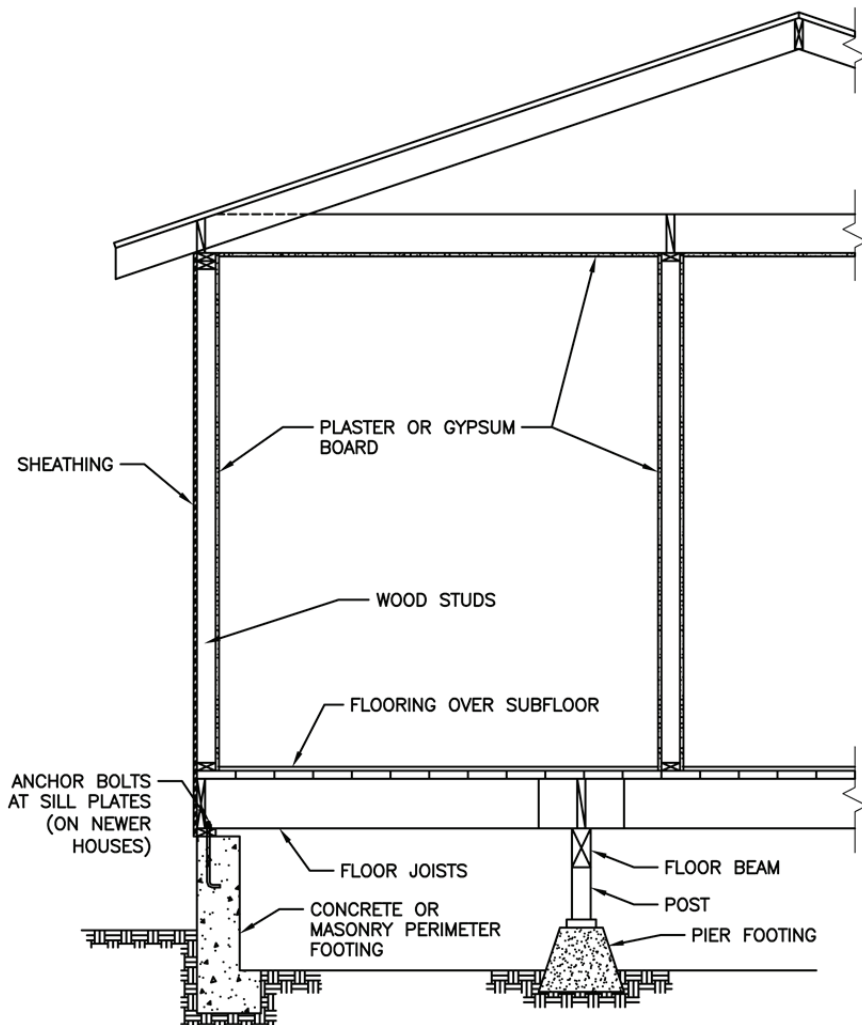 PLASTER OR GYPSUM
BOARD
SHEATHING
WOOD STUDS
FLOORING OVER SUBFLOOR
ANCHOR BOLTS
AT SILL PLATES
(ON NEWER
HOUSES)
FLOOR JOISTS
FLOOR BEAM
CONCRETE OR
MASONRY PERIMETER
FOOTING
POST
PIER FOOTING